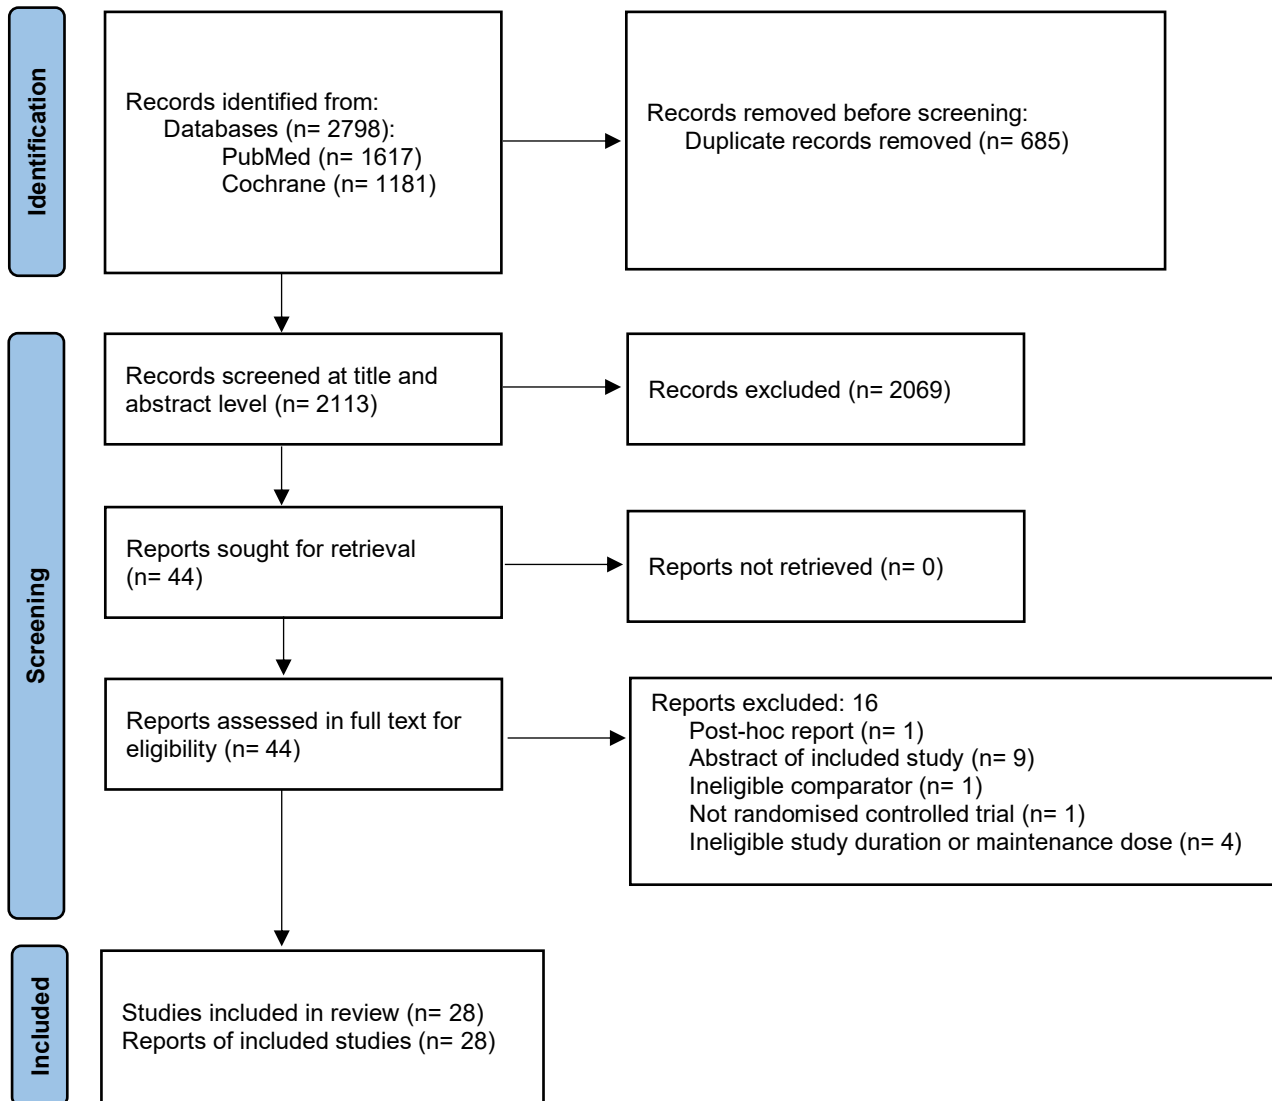 Identification
Records identified from:
Databases (n= 2798):
PubMed (n= 1617)
Cochrane (n= 1181)
Records removed before screening:
Duplicate records removed (n= 685)
Screening
Records screened at title and
abstract level (n= 2113)
Records excluded (n= 2069)
Reports sought for retrieval
(n= 44)
Reports not retrieved (n= 0)
Reports assessed in full text for
eligibility (n= 44)
Reports excluded: 16
Post-hoc report (n= 1)
Abstract of included study (n= 9)
Ineligible comparator (n= 1)
Not randomised controlled trial (n= 1)
Ineligible study duration or maintenance dose (n= 4)
Included
Studies included in review (n= 28)
Reports of included studies (n= 28)